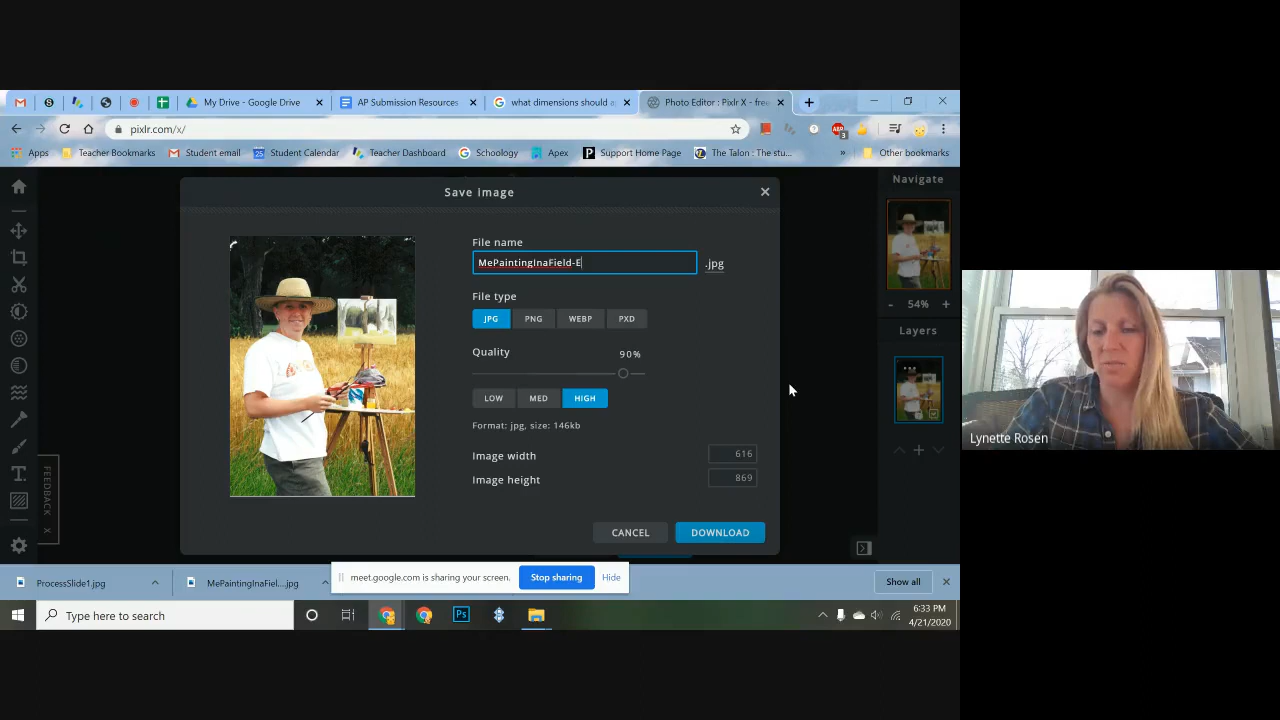 My Drive - Google Drive
AP Submission Resources
what dimensions should
Photo Editor : Pixlr X - free
pixlr.com/x/
ABP
3
Apps
Teacher Bookmarks
Student email
25
Student Calendar
Teacher Dashboard
Schoology
Apex
Support Home Page
The Talon : The stu...
»
Other bookmarks
Save image
Navigate
File name
MePaintingInaField-E
.jpg
File type
JPG
PNG
WEBP
PXD
- 54% +
Layers
Quality
90%
LOW
MED
HIGH
Format: jpg, size: 146kb
Image width
616
Image height
869
CANCEL
DOWNLOAD
FEEDBACK X
Lynette Rosen
ProcessSlide1.jpg
MePaintingInaFiel....jpg
meet.google.com is sharing your screen.
Stop sharing
Hide
Show all
Type here to search
Ps
6:33 PM
4/21/2020